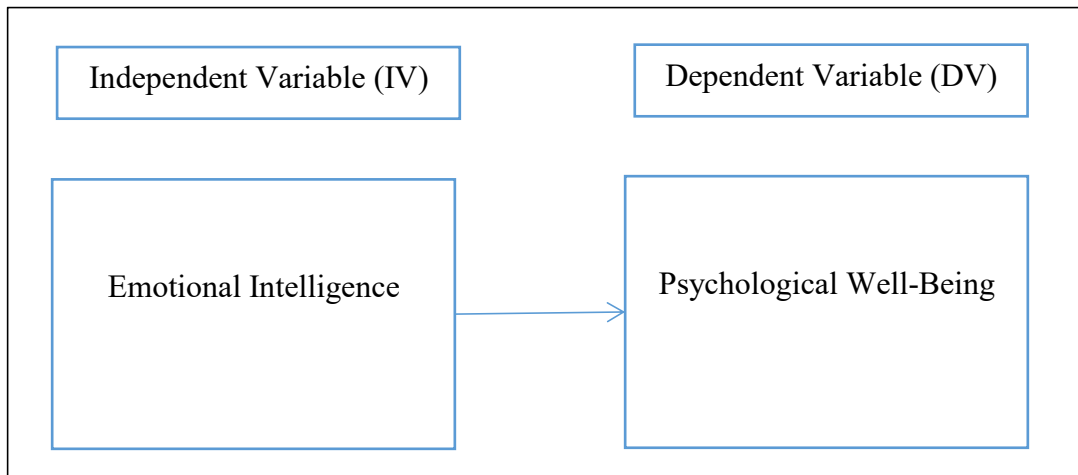 Independent Variable (IV)
Dependent Variable (DV)
Emotional Intelligence
Psychological Well-Being